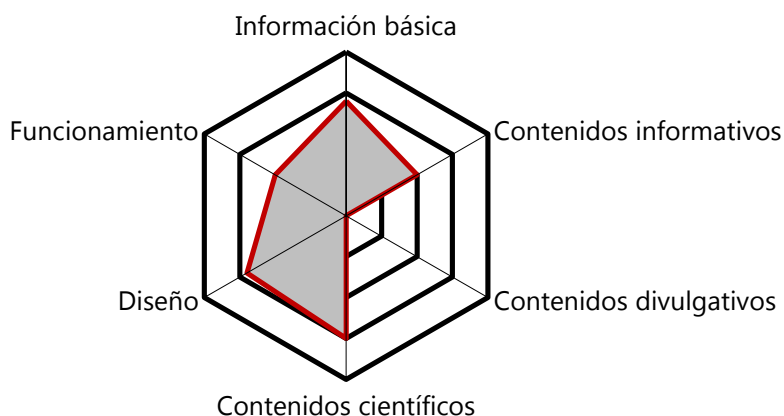 Información básica
Funcionamiento
Contenidos informativos
Diseño
Contenidos divulgativos
Contenidos científicos